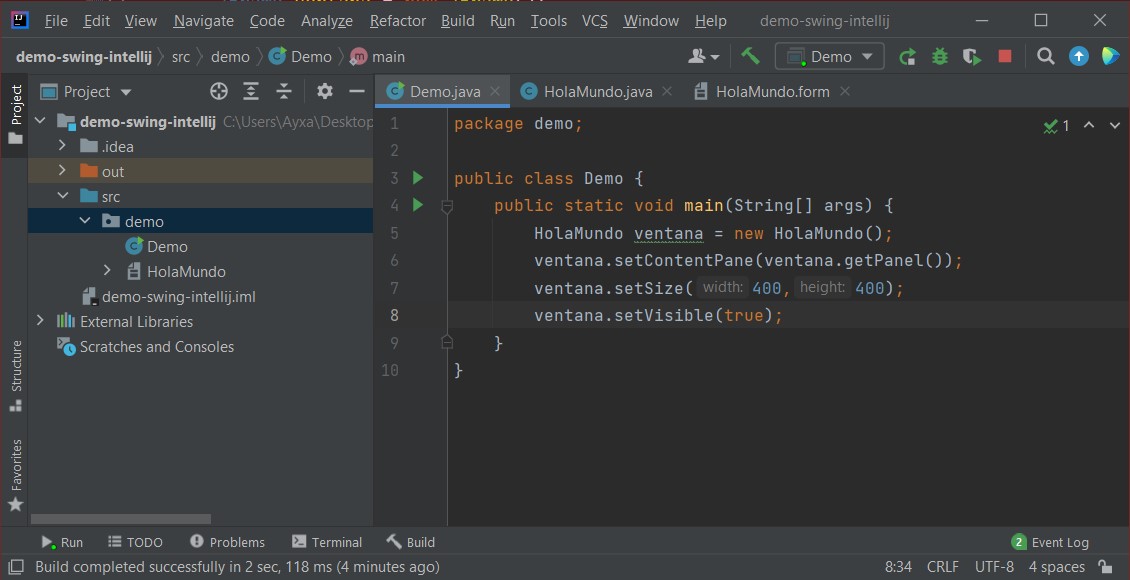 File Edit View Navigate Code Analyze Refactor Build Run Tools VCS Window Help demo-swing-intellij
demo-swing-intellij src demo Demo main Demo
Project
Project
demo-swing-intellij C:\Users\Ayxa\Desktop
.idea
out
src
demo
Demo
HolaMundo
demo-swing-intellij.iml
External Libraries
Scratches and Consoles
Structure
Favorites
Demo.java HolaMundo.java HolaMundo.form
1 package demo;
1
2
3 public class Demo {
4 public static void main(String[] args) {
5 HolaMundo ventana = new HolaMundo();
6 ventana.setContentPane(ventana.getPanel());
7 ventana.setSize( width: 400, height: 400);
8 ventana.setVisible(true);
9 }
10 }
Run TODO Problems Terminal Build 2 Event Log
Build completed successfully in 2 sec, 118 ms (4 minutes ago) 8:34 CRLF UTF-8 4 spaces